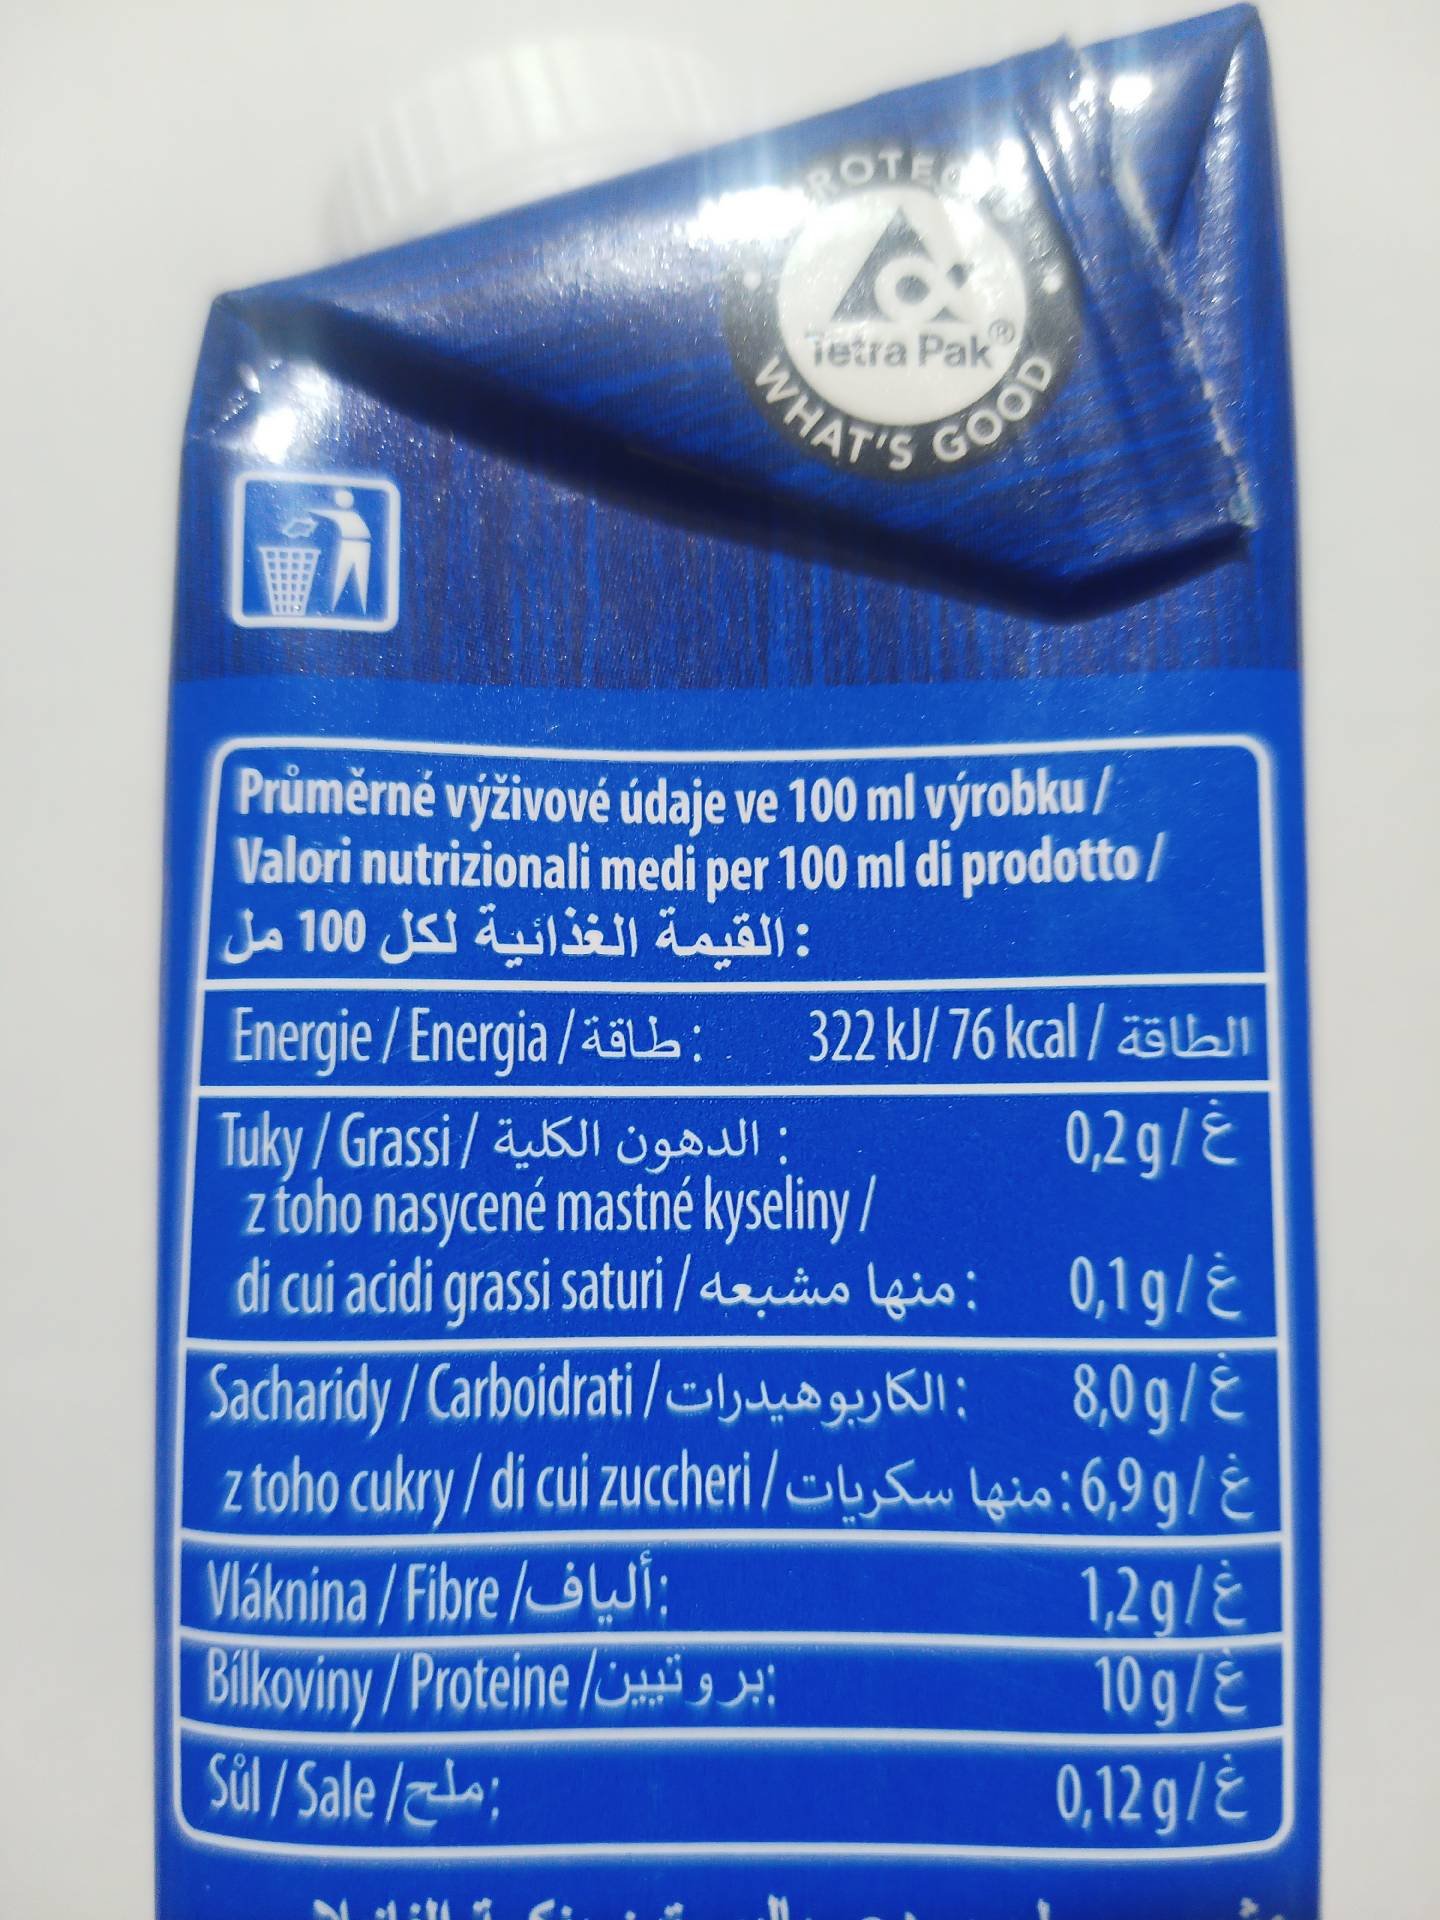 PROTECTS
Tetra Pak®
WHAT'S GOOD
Průměrné výživové údaje ve 100 ml výrobku /
Valori nutrizionali medi per 100 ml di prodotto /
القيمة الغذائية لكل 100 مل:
Energie / Energia / طاقة: 322 kJ/ 76 kcal / الطاقة
Tuky / Grassi / الدهون الكلية: 0,2 g/غ
z toho nasycené mastné kyseliny /
di cui acidi grassi saturi / منها مشبعه: 0,1 g/غ
Sacharidy / Carboidrati / الكاربوهيدرات: 8,0 g/غ
z toho cukry / di cui zuccheri / منها سكريات: 6,9 g/غ
Vláknina / Fibre /ألياف: 1,2 g/غ
Bílkoviny / Proteine /بروتيين: 10 g/غ
Sůl / Sale /ملح: 0,12 g/غ